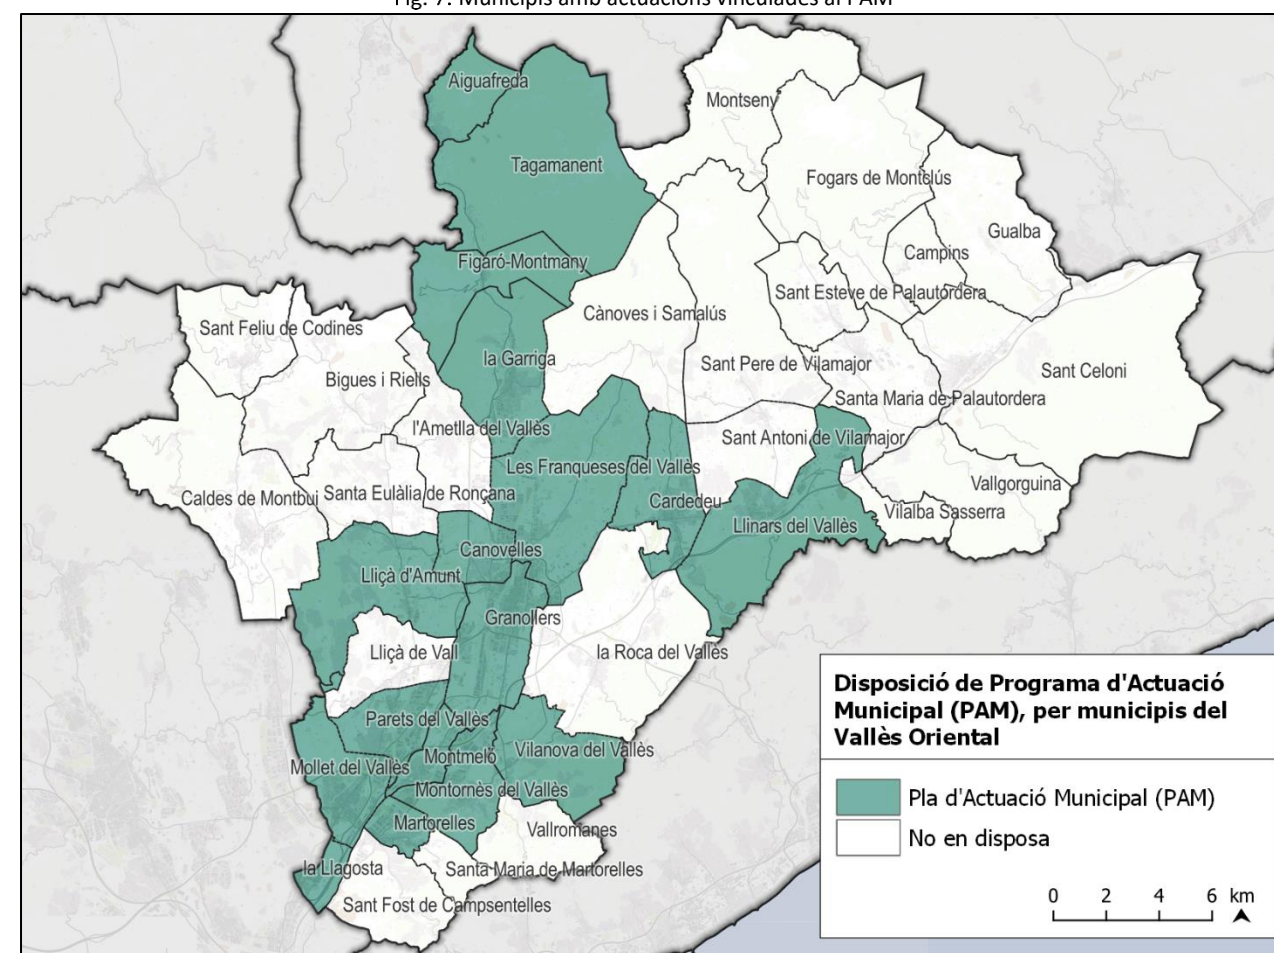 Fig. 7. Municipis amb actuacions vinculades al PAM
Aiguafreda
Montseny
Tagamanent
Fogars de Montclús
Gualba
Campins
Figaró-Montmany
Sant Esteve de Palautordera
Cànoves i Samalús
Sant Feliu de Codines
la Garriga
Sant Pere de Vilamajor
Sant Celoni
Bigues i Riells
Santa Maria de Palautordera
l'Ametlla del Vallès
Sant Antoni de Vilamajor
Les Franqueses del Vallès
Vallgorguina
Caldes de Montbui
Santa Eulàlia de Ronçana
Cardedeu
Vilalba Sasserra
Llinars del Vallès
Canovelles
Lliçà d'Amunt
Granollers
Lliçà de Vall
la Roca del Vallès
Parets del Vallès
Vilanova del Vallès
Montmeló
Mollet del Vallès
Montornès del Vallès
Martorelles
Vallromanes
la Llagosta
Santa Maria de Martorelles
Sant Fost de Campsentelles
Disposició de Programa d'Actuació
Municipal (PAM), per municipis del
Vallès Oriental
Pla d'Actuació Municipal (PAM)
No en disposa
0 2 4 6 km